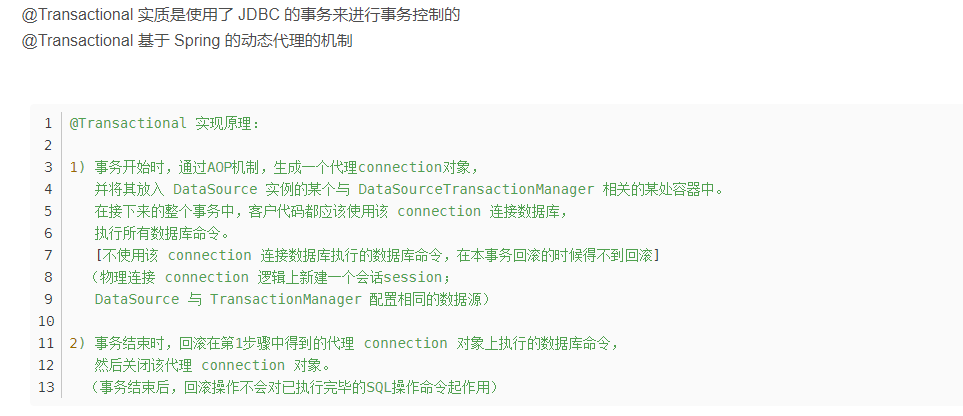 @Transactional 实质是使用了 JDBC 的事务来进行事务控制的
@Transactional 基于 Spring 的动态代理的机制
1 @Transactional 实现原理：
2
3 1) 事务开始时，通过AOP机制，生成一个代理connection对象，
4 并将其放入 DataSource 实例的某个与 DataSourceTransactionManager 相关的某处容器中。
5 在接下来的整个事务中，客户代码都应该使用该 connection 连接数据库，
6 执行所有数据库命令。
7 [不使用该 connection 连接数据库执行的数据库命令，在本事务回滚的时候得不到回滚]
8 （物理连接 connection 逻辑上新建一个会话session；
9 DataSource 与 TransactionManager 配置相同的数据源）
10
11 2) 事务结束时，回滚在第1步骤中得到的代理 connection 对象上执行的数据库命令，
12 然后关闭该代理 connection 对象。
13 （事务结束后，回滚操作不会对已执行完毕的SQL操作命令起作用）